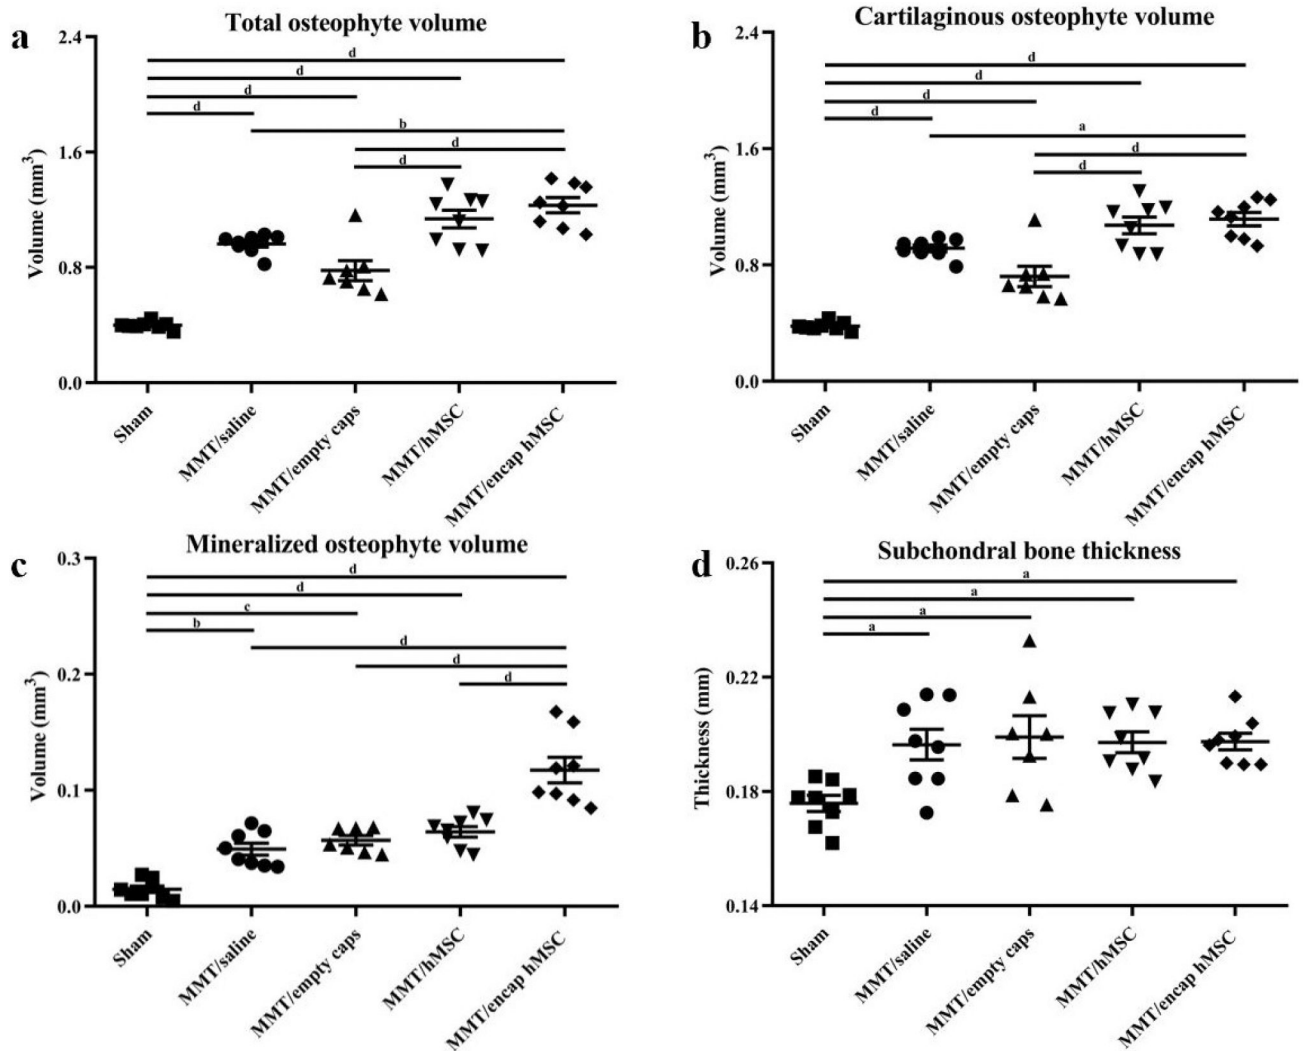 a
Total osteophyte volume
2.4
1.6
0.8
0.0
Volume (mm3)
d
d
d
d
b
d
d
Sham
MMT/saline
MMT/empty caps
MMT/hMSC
MMT/encap hMSC
b
Cartilaginous osteophyte volume
2.4
1.6
0.8
0.0
Volume (mm3)
d
d
d
d
a
d
d
Sham
MMT/saline
MMT/empty caps
MMT/hMSC
MMT/encap hMSC
c
Mineralized osteophyte volume
0.3
0.2
0.1
0.0
Volume (mm3)
d
d
c
b
d
d
d
Sham
MMT/saline
MMT/empty caps
MMT/hMSC
MMT/encap hMSC
d
Subchondral bone thickness
0.26
0.22
0.18
0.14
Thickness (mm)
a
a
a
a
Sham
MMT/saline
MMT/empty caps
MMT/hMSC
MMT/encap hMSC